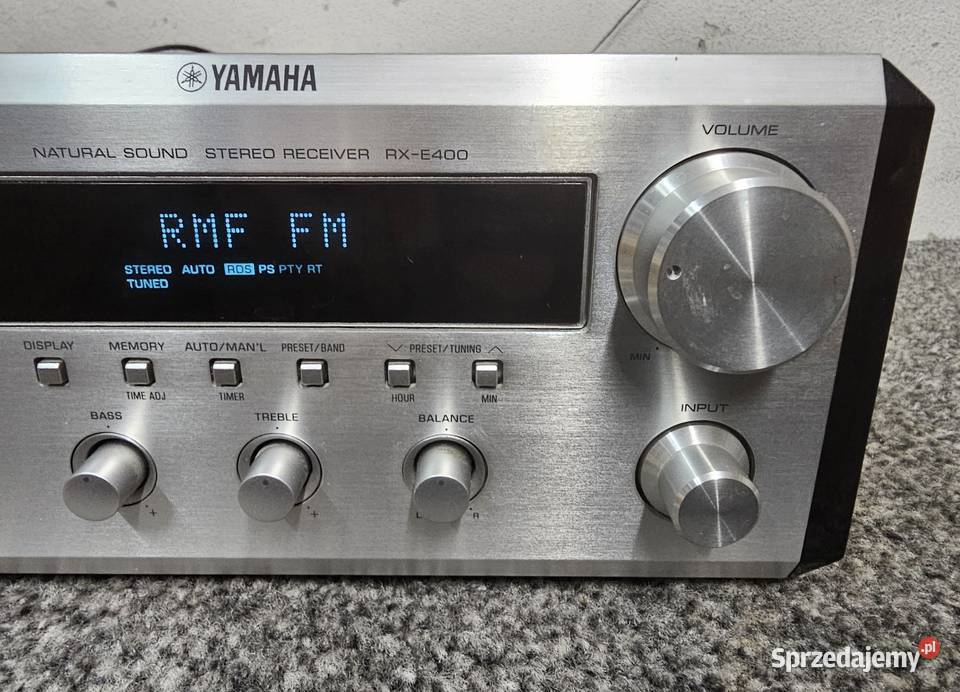 YAMAHA
VOLUME
NATURAL SOUND STEREO RECEIVER RX-E400
RMF FM
STEREO AUTO RDS PS PTY RT
TUNED
DISPLAY MEMORY AUTO/MAN'L PRESET/BAND PRESET/TUNING
MIN
TIME ADJ TIMER HOUR MIN
BASS TREBLE BALANCE INPUT
+ + L R
Sprzedajemy.pl